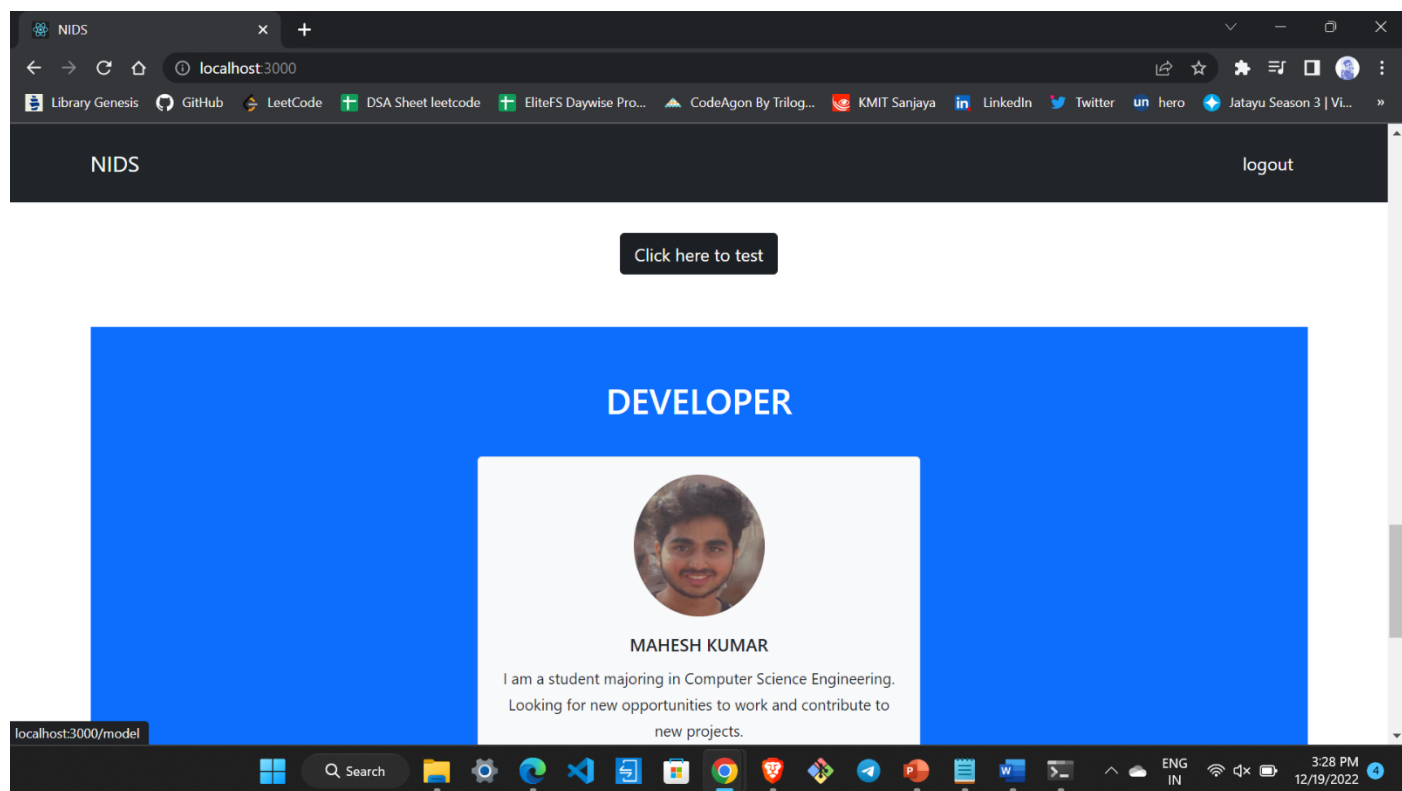 NIDS
localhost:3000
Library Genesis GitHub LeetCode DSA Sheet leetcode EliteFS Daywise Pro... CodeAgon By Trilog... KMIT Sanjaya in LinkedIn Twitter un hero Jatayu Season 3 | Vi... »
NIDS logout
Click here to test
DEVELOPER
MAHESH KUMAR
I am a student majoring in Computer Science Engineering.
Looking for new opportunities to work and contribute to
new projects.
localhost:3000/model
Search
ENG
IN
3:28 PM
12/19/2022
4